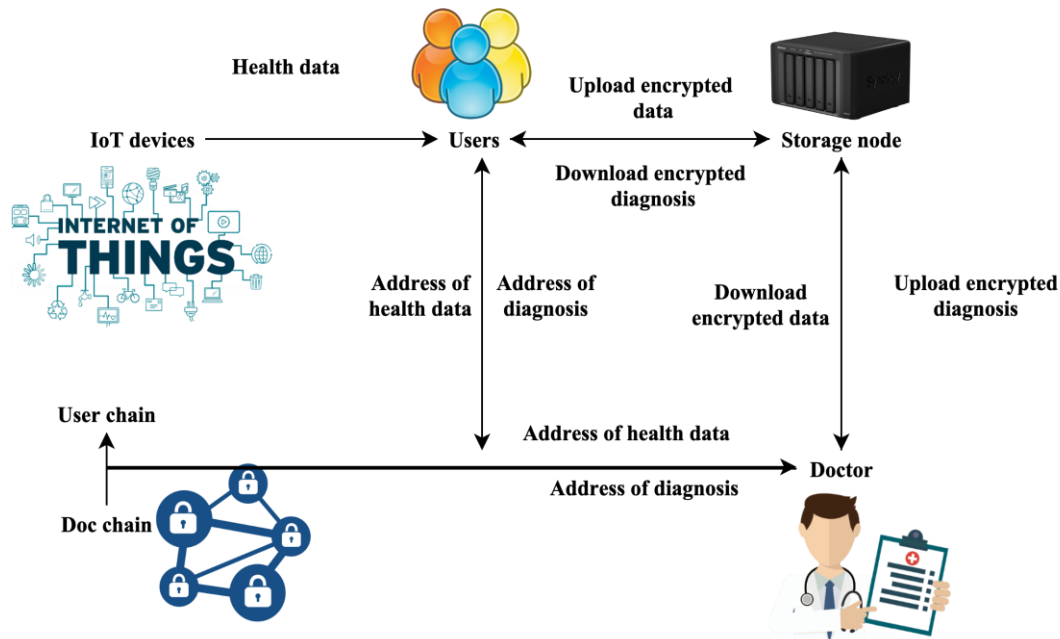 Health data
Upload encrypted
data
IoT devices
Users
Storage node
Download encrypted
diagnosis
INTERNET OF
THINGS
Address of
health data
Address of
diagnosis
Download
encrypted data
Upload encrypted
diagnosis
User chain
Address of health data
Doctor
Address of diagnosis
Doc chain